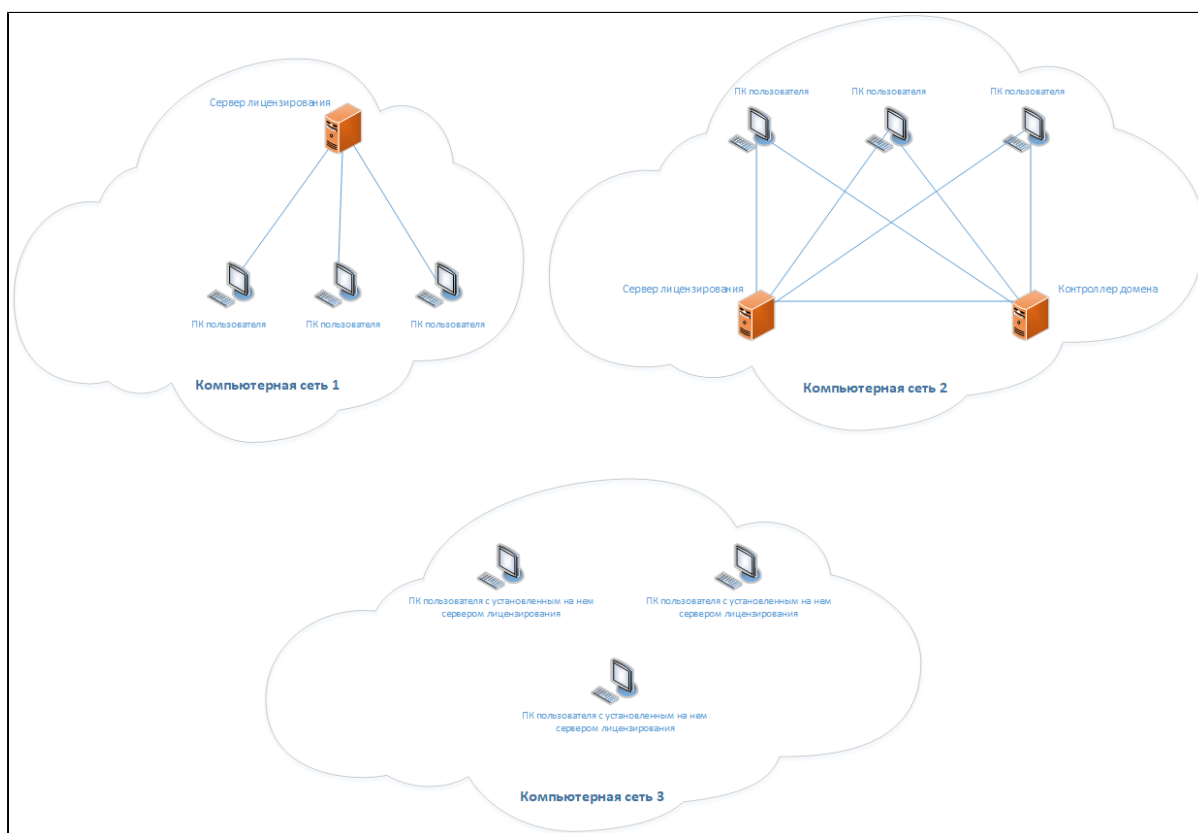 Сервер лицензирования
ПК пользователя
ПК пользователя
ПК пользователя
Компьютерная сеть 1
ПК пользователя
ПК пользователя
ПК пользователя
Сервер лицензирования
Контроллер домена
Компьютерная сеть 2
ПК пользователя с установленным на нем
сервером лицензирования
ПК пользователя с установленным на нем
сервером лицензирования
ПК пользователя с установленным на нем
сервером лицензирования
Компьютерная сеть 3